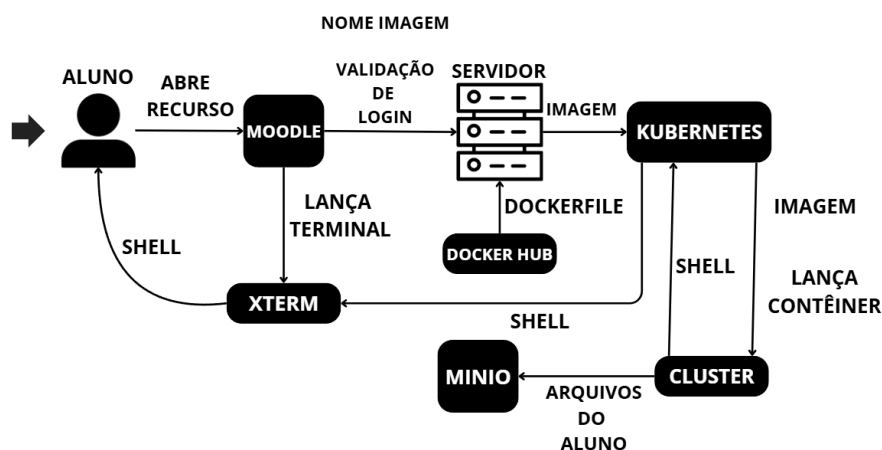 NOME IMAGEM
ALUNO
ABRE
RECURSO
MOODLE
VALIDAÇÃO
DE
LOGIN
SERVIDOR
IMAGEM
KUBERNETES
LANÇA
TERMINAL
DOCKERFILE
DOCKER HUB
IMAGEM
SHELL
SHELL
LANÇA
CONTÊINER
XTERM
SHELL
MINIO
CLUSTER
ARQUIVOS
DO
ALUNO